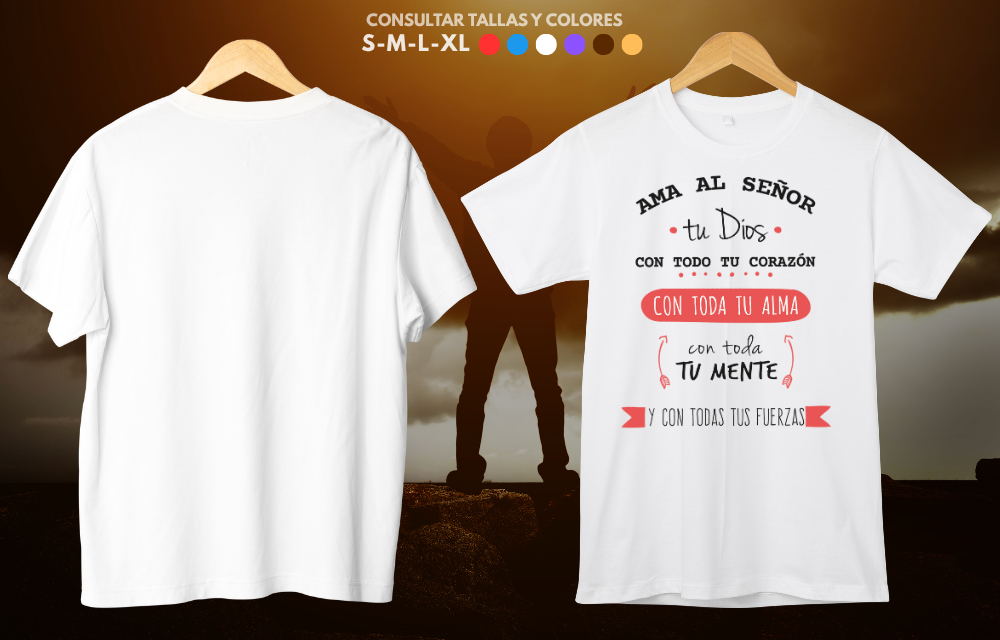 CONSULTAR TALLAS Y COLORES
S-M-L-XL
AMA AL SEÑOR
tu Dios
CON TODO TU CORAZÓN
CON TODA TU ALMA
con toda
TU MENTE
Y CON TODAS TUS FUERZAS